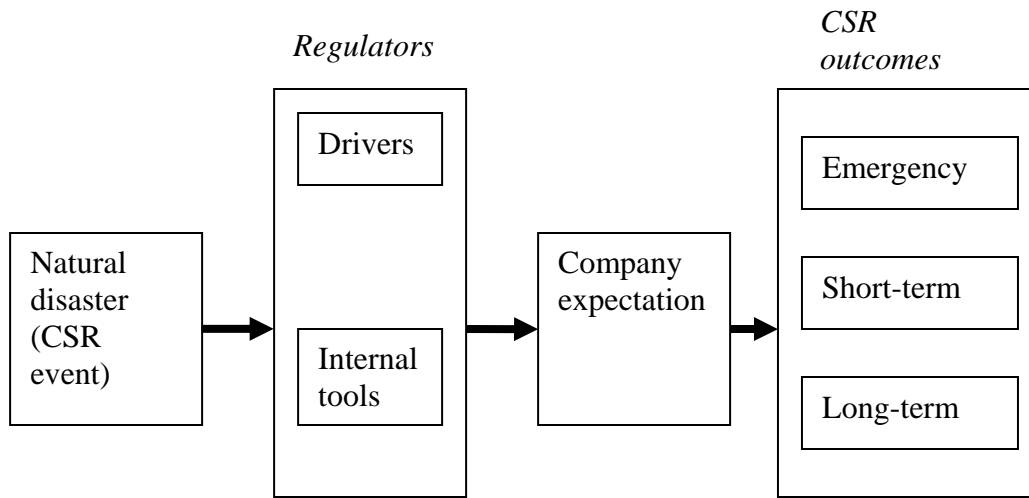 Regulators
CSR
outcomes
Drivers
Emergency
Natural
disaster
(CSR
event)
Company
expectation
Short-term
Internal
tools
Long-term